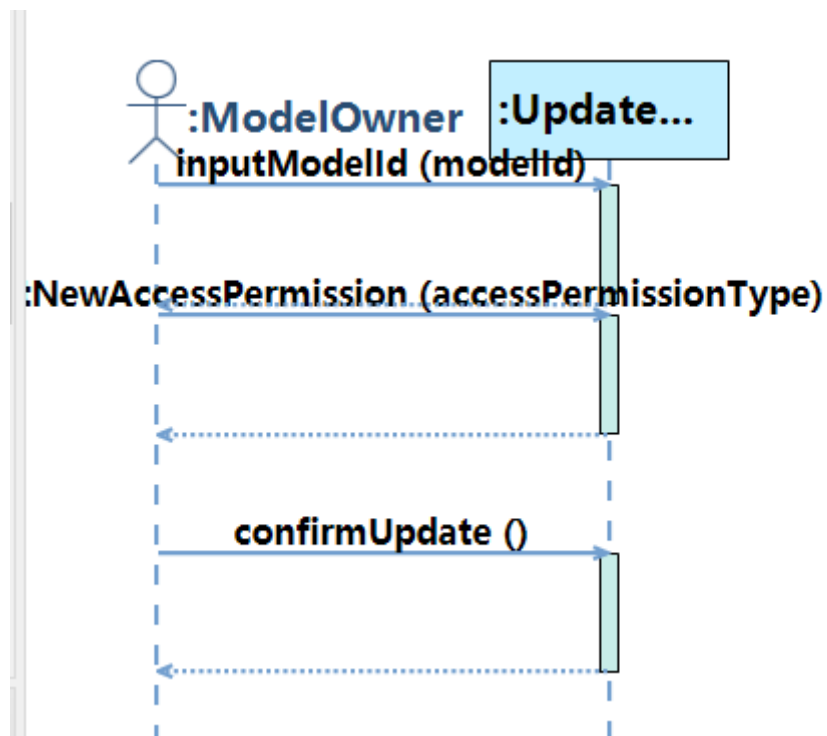 :ModelOwner
:Update...
inputModelId (modelId)
:NewAccessPermission (accessPermissionType)
confirmUpdate ()